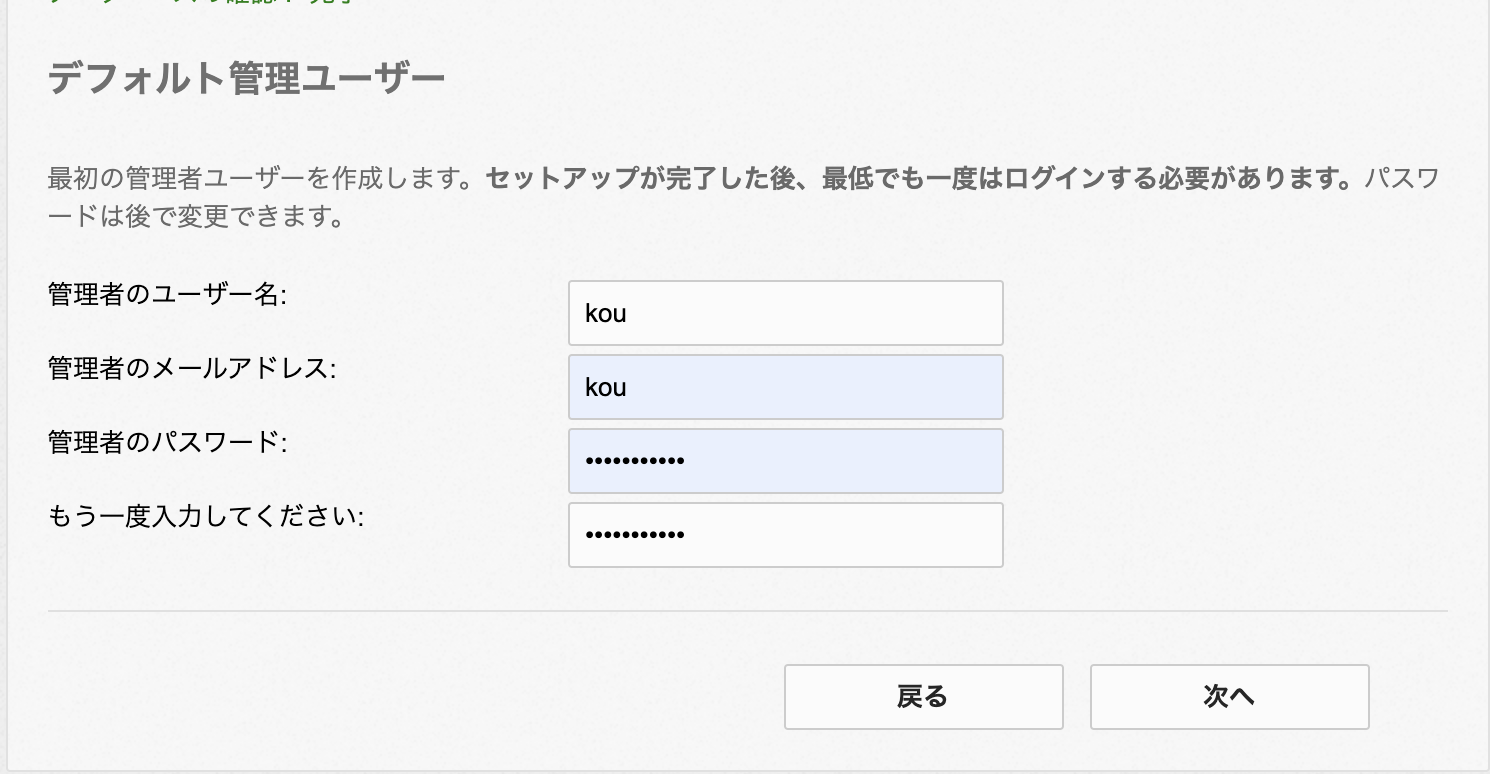 デフォルト管理ユーザー
最初の管理者ユーザーを作成します。セットアップが完了した後、最低でも一度はログインする必要があります。パスワ
ードは後で変更できます。
管理者のユーザー名:
kou
管理者のメールアドレス:
kou
管理者のパスワード:
•••••••••••
もう一度入力してください:
•••••••••••
戻る
次へ